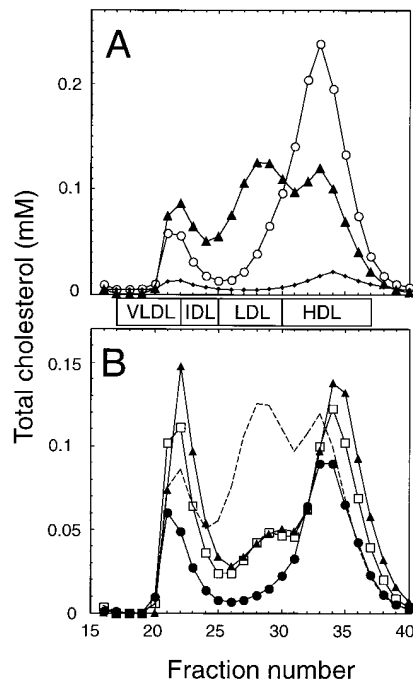 A
0.2
0.1
0
VLDL IDL LDL HDL
B
0.15
0.1
0.05
0
15 20 25 30 35 40
Total cholesterol (mM)
Fraction number